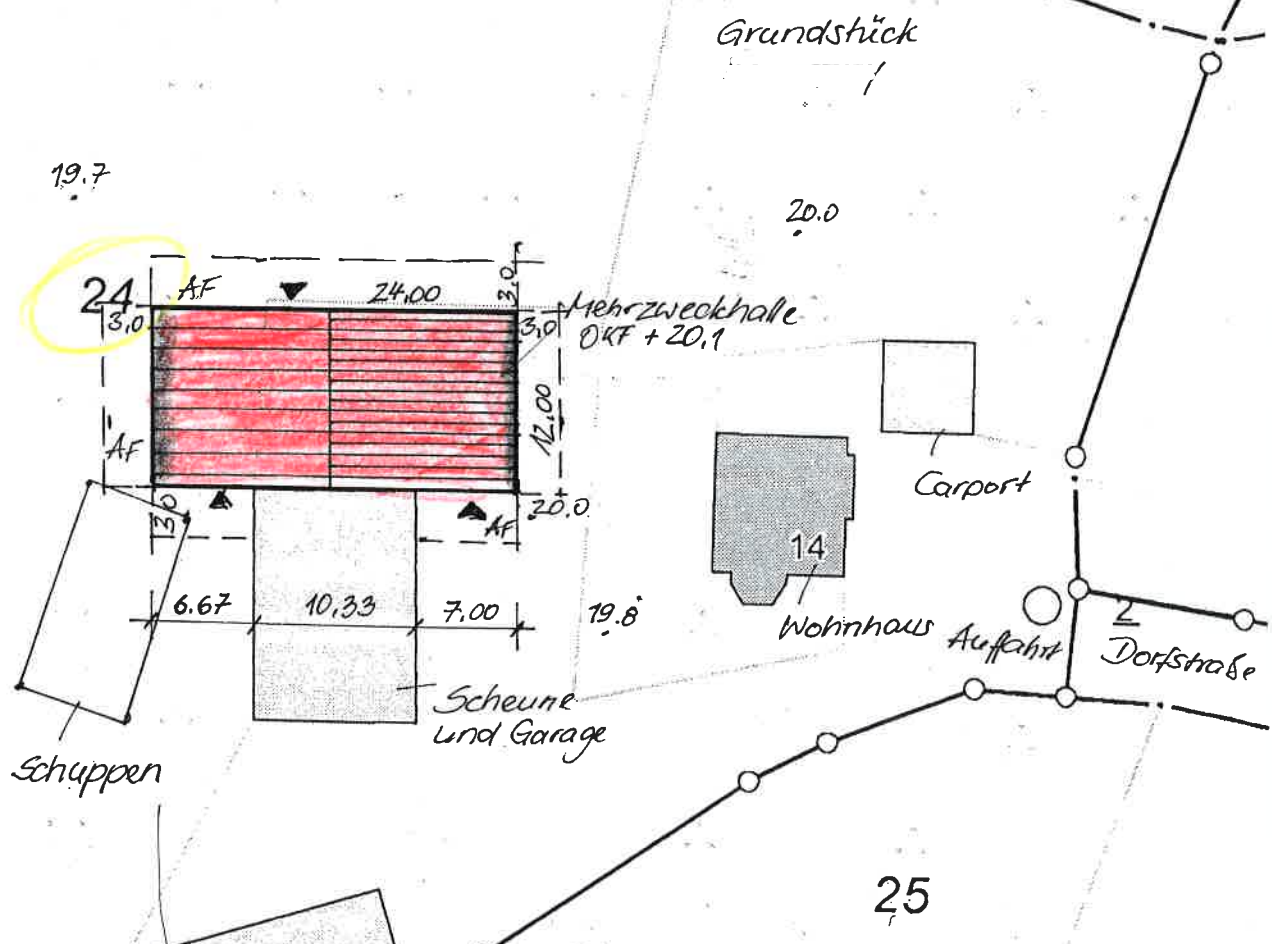 Grundstück
19.7
20.0
24
AF
24,00
3,0
3,0
3,0
Mehrzweckhalle
OKF + 20,1
12,00
AF
Carport
3,0
AF
20.0
14
6.67
10,33
7,00
19.8
Wohnhaus
Auffahrt
2
Dorfstraße
Scheune
und Garage
Schuppen
25